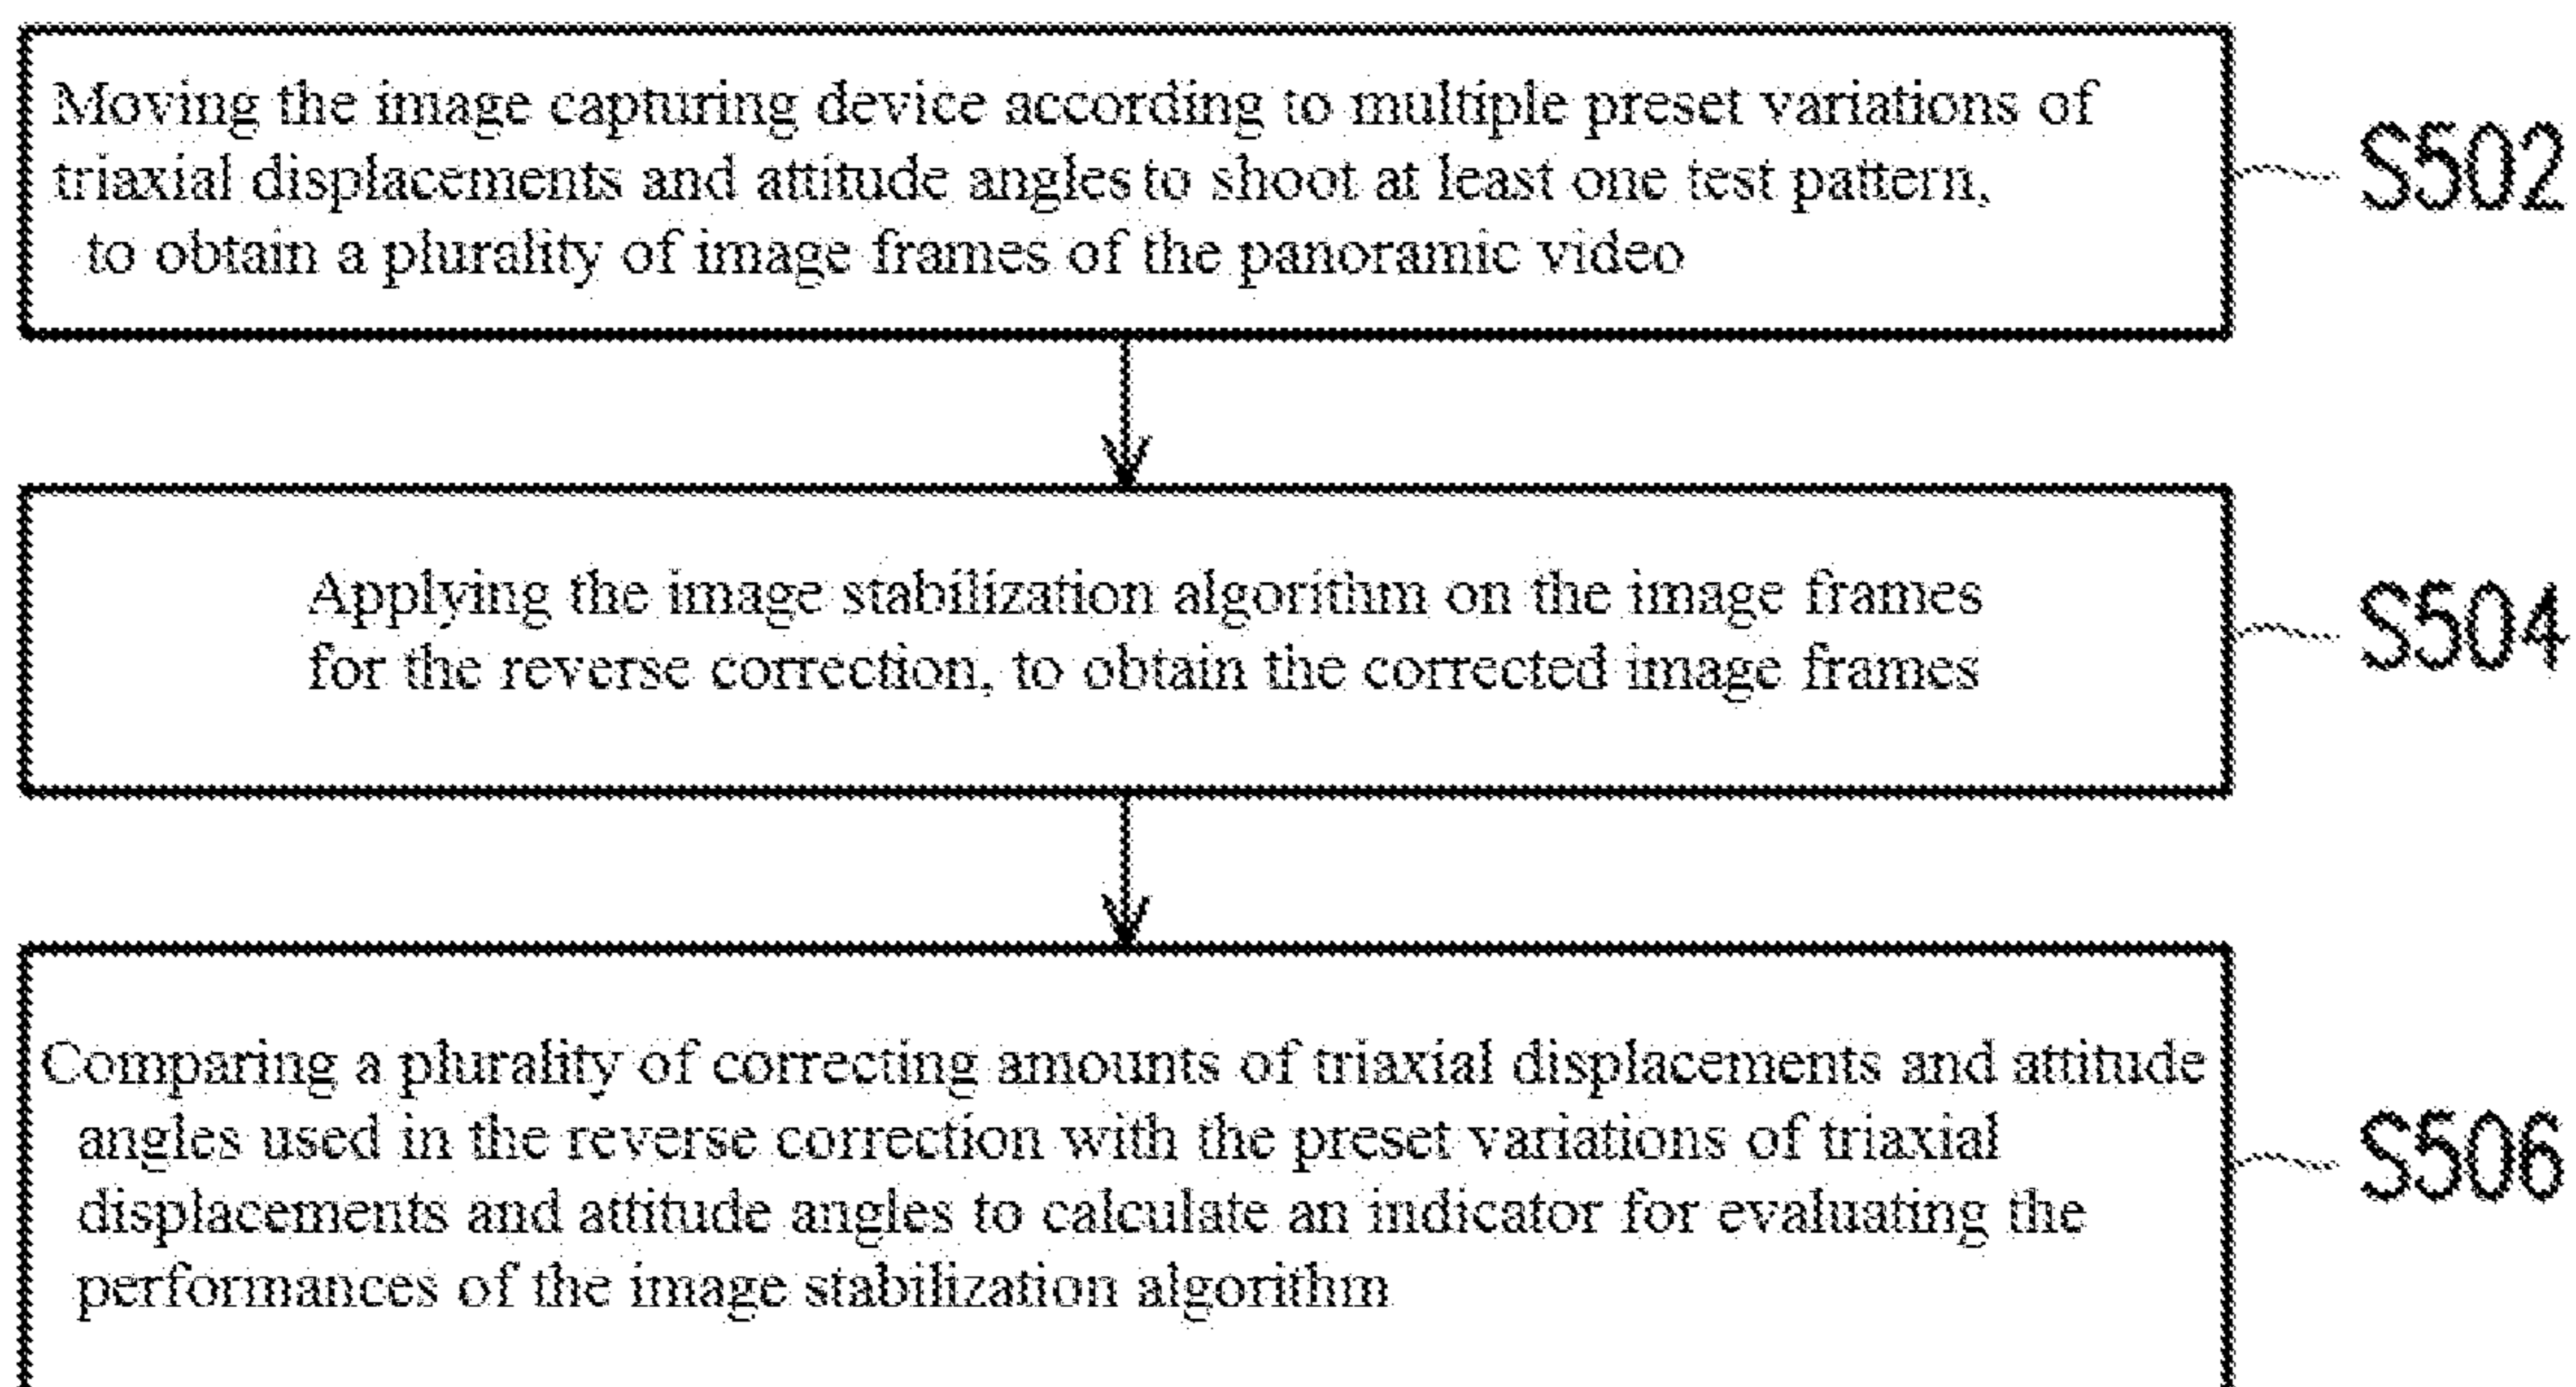 Moving the image capturing device according to multiple preset variations of
triaxial displacements and attitude angles to shoot at least one test pattern,
to obtain a plurality of image frames of the panoramic video
S502
Applying the image stabilization algorithm on the image frames
for the reverse correction, to obtain the corrected image frames
S504
Comparing a plurality of correcting amounts of triaxial displacements and attitude
angles used in the reverse correction with the preset variations of triaxial
displacements and attitude angles to calculate an indicator for evaluating the
performances of the image stabilization algorithm
S506